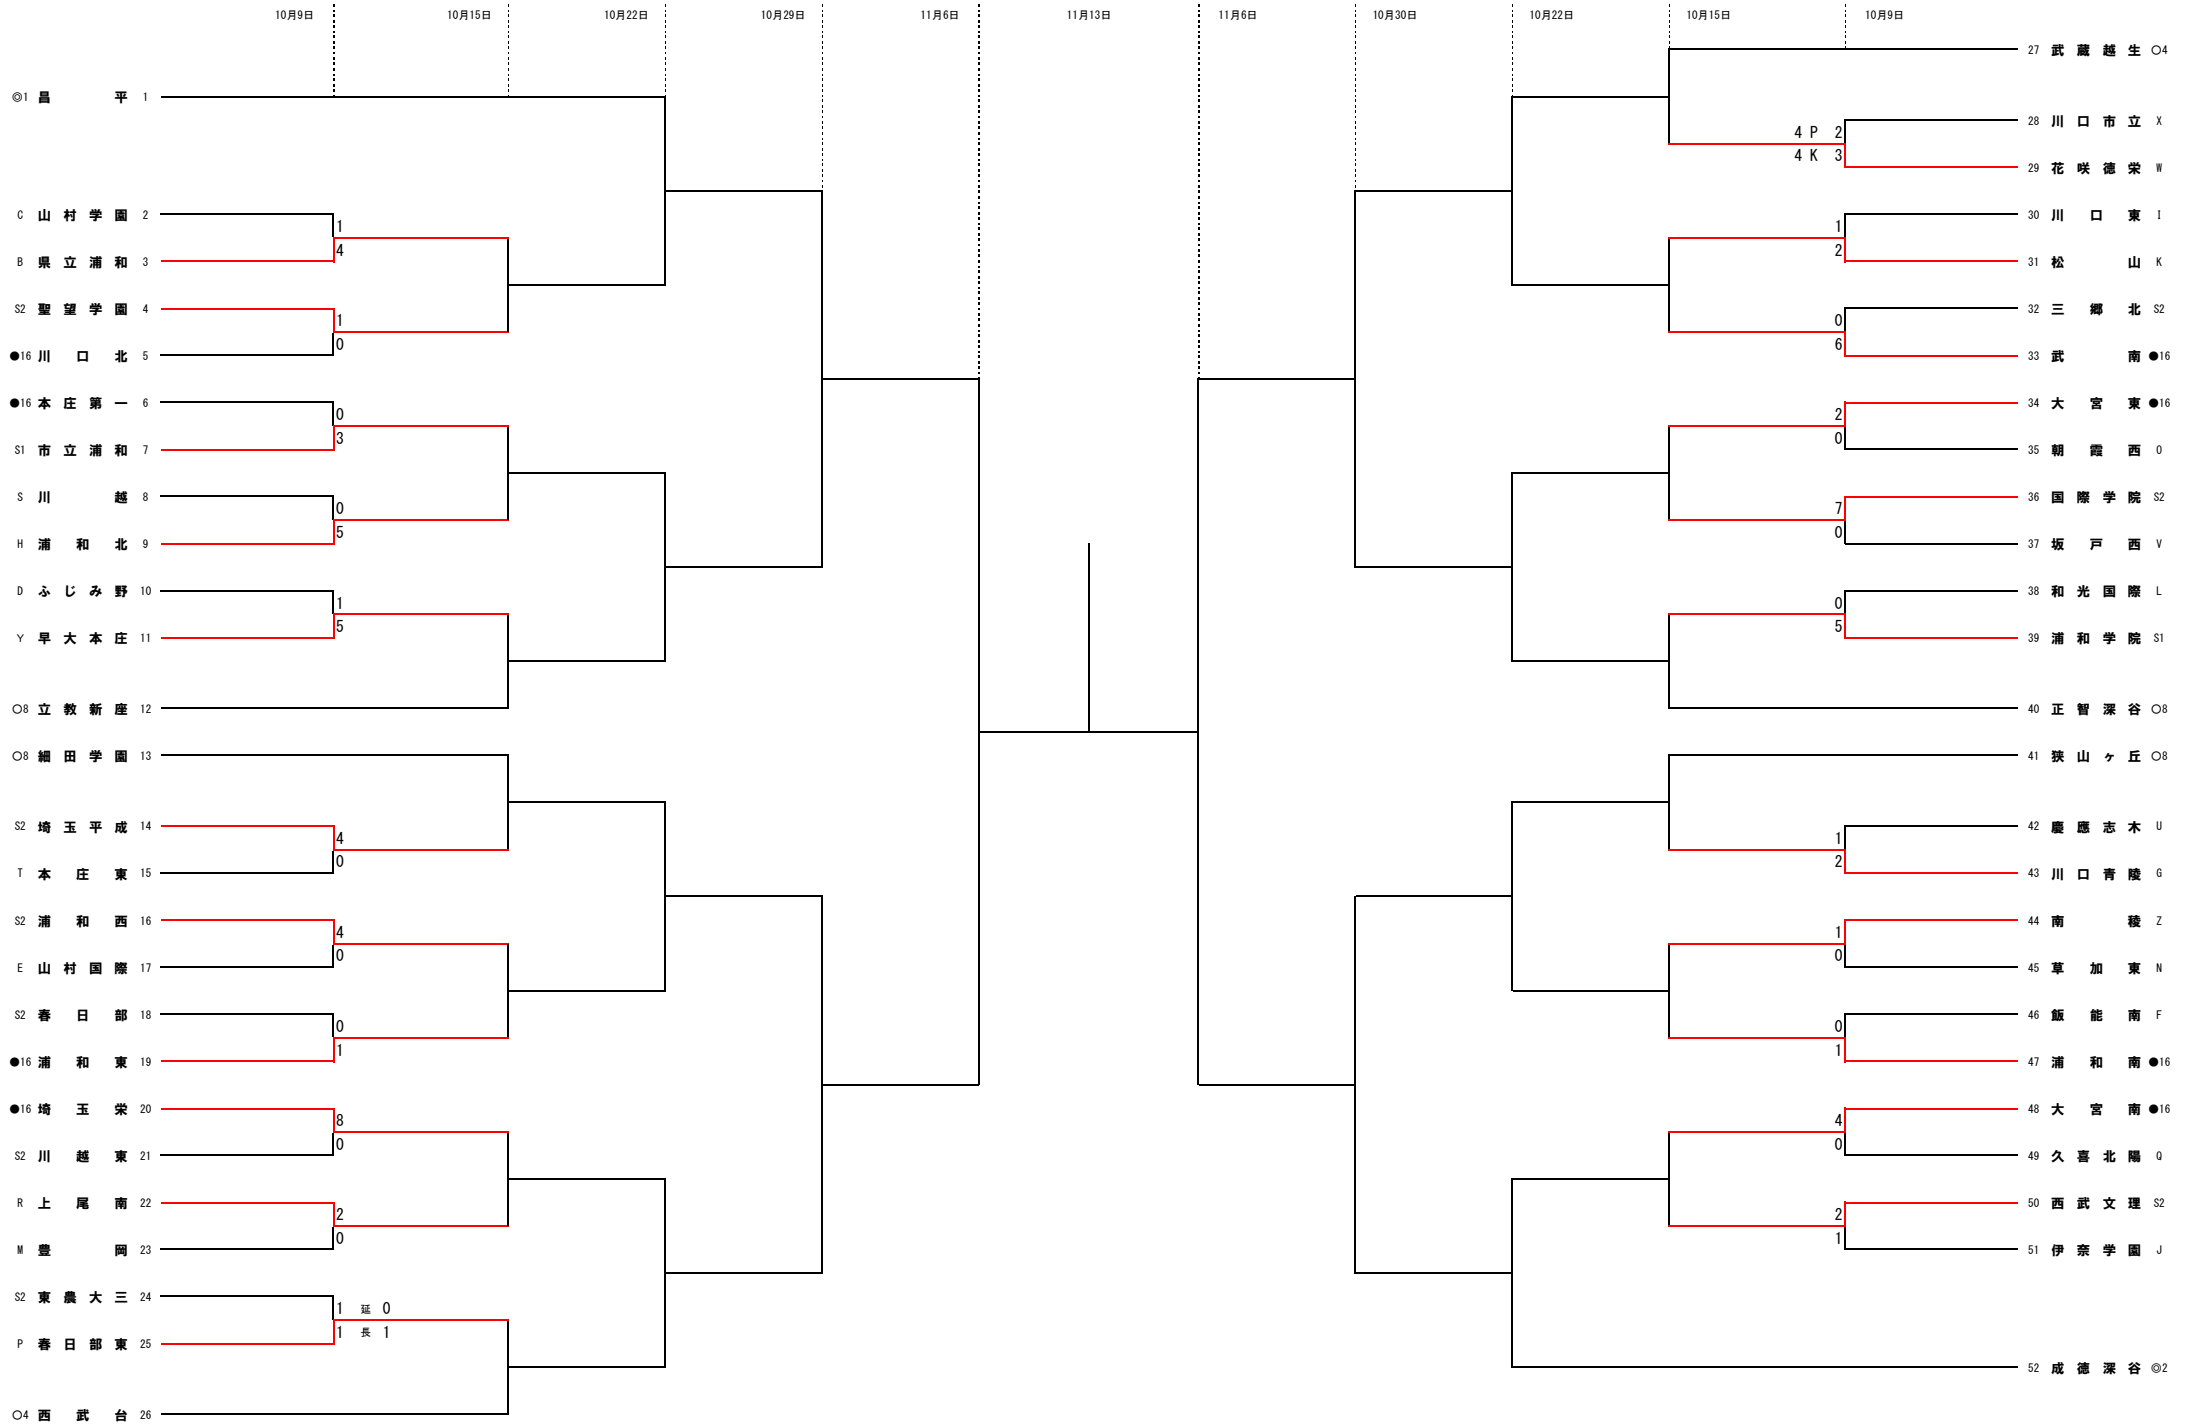 10月9日 10月15日 10月22日 10月29日 11月6日 11月13日 11月6日 10月30日 10月22日 10月15日 10月9日
◎1 昌平 1
C 山村学園 2
1
4
B 県立浦和 3
S2 聖望学園 4
1
0
●16 川口北 5
●16 本庄第一 6
0
3
S1 市立浦和 7
S 川越 8
0
5
H 浦和北 9
D ふじみ野 10
1
5
Y 早大本庄 11
○8 立教新座 12
○8 細田学園 13
S2 埼玉平成 14
4
0
T 本庄東 15
S2 浦和西 16
4
0
E 山村国際 17
S2 春日部 18
0
1
●16 浦和東 19
●16 埼玉栄 20
8
0
S2 川越東 21
R 上尾南 22
2
0
M 豊岡 23
S2 東農大三 24
1 延 0
1 長 1
P 春日部東 25
○4 西武台 26
27 武蔵越生 ○4
28 川口市立 X
4 P 2
4 K 3
29 花咲徳栄 W
30 川口東 I
1
2
31 松山 K
32 三郷北 S2
0
6
33 武南 ●16
34 大宮東 ●16
2
0
35 朝霞西 O
36 国際学院 S2
7
0
37 坂戸西 V
38 和光国際 L
0
5
39 浦和学院 S1
40 正智深谷 ○8
41 狭山ヶ丘 ○8
42 慶應志木 U
1
2
43 川口青陵 G
44 南稜 Z
1
0
45 草加東 N
46 飯能南 F
0
1
47 浦和南 ●16
48 大宮南 ●16
4
0
49 久喜北陽 Q
50 西武文理 S2
2
1
51 伊奈学園 J
52 成徳深谷 ◎2